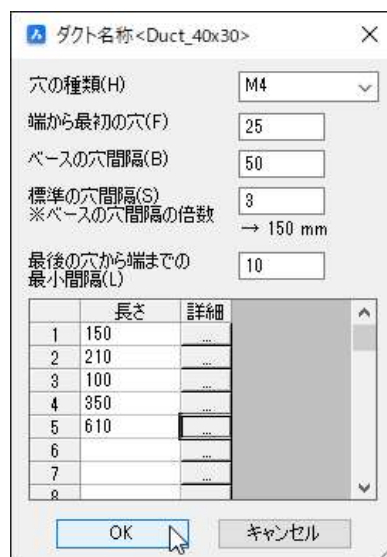 ダクト名称<Duct_40x30>
穴の種類(H) M4
端から最初の穴(F) 25
ベースの穴間隔(B) 50
標準の穴間隔(S) 3
※ベースの穴間隔の倍数
→ 150 mm
最後の穴から端までの 10
最小間隔(L)
長さ 詳細
1 150 ...
2 210 ...
3 100 ...
4 350 ...
5 610 ...
6 ...
7 ...
8
OK キャンセル